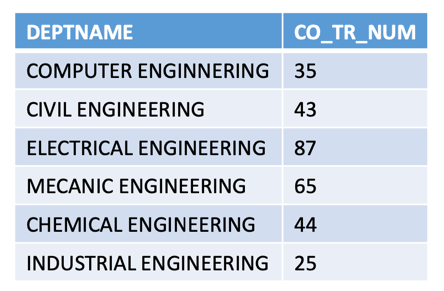 DEPTNAME CO_TR_NUM
COMPUTER ENGINNERING 35
CIVIL ENGINEERING 43
ELECTRICAL ENGINEERING 87
MECANIC ENGINEERING 65
CHEMICAL ENGINEERING 44
INDUSTRIAL ENGINEERING 25